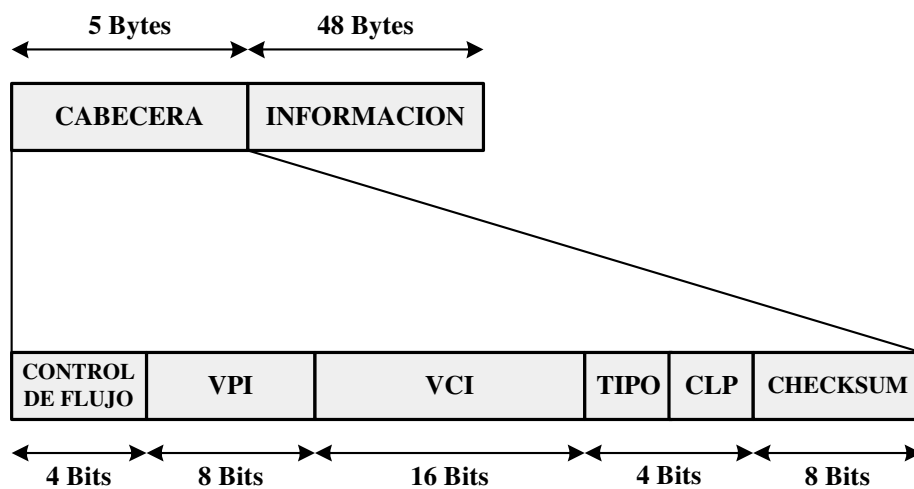 5 Bytes 48 Bytes
CABECERA INFORMACION
CONTROL
DE FLUJO VPI VCI TIPO CLP CHECKSUM
4 Bits 8 Bits 16 Bits 4 Bits 8 Bits